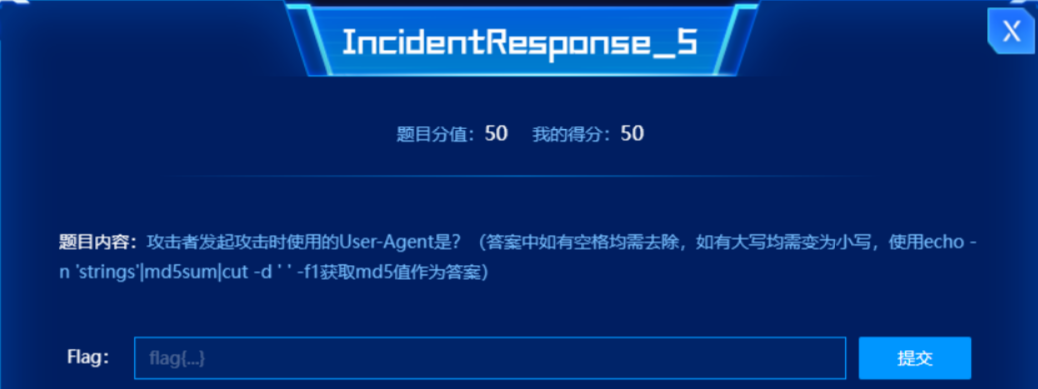 IncidentResponse_5
X
题目分值：50 我的得分：50
题目内容：攻击者发起攻击时使用的User-Agent是？（答案中如有空格均需去除，如有大写均需变为小写，使用echo -
n 'strings'|md5sum|cut -d ' ' -f1获取md5值作为答案）
Flag： flag{...} 提交